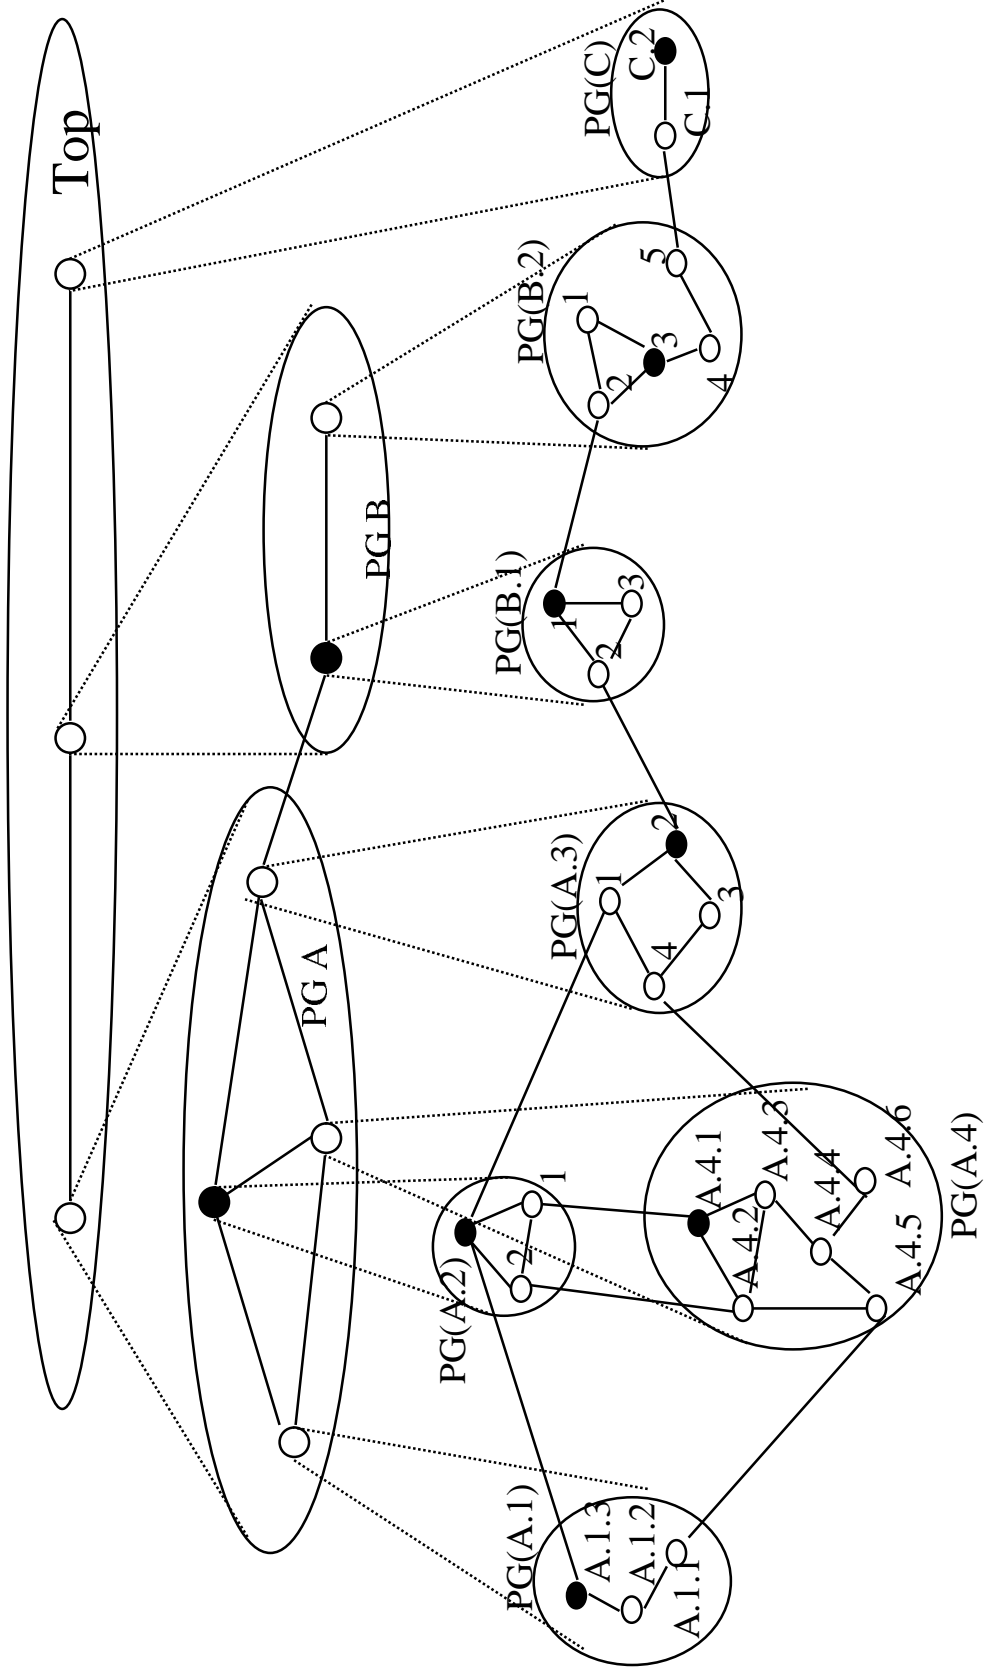 Top
PG A
PG B
PG(A.1)
A.1.3
A.1.2
A.1.1
PG(A.2)
1
2
PG(A.4)
A.4.1
A.4.2
A.4.3
A.4.4
A.4.5
A.4.6
PG(A.3)
1
2
3
4
PG(B.1)
1
2
3
PG(B.2)
1
2
3
4
5
PG(C)
C.1
C.2